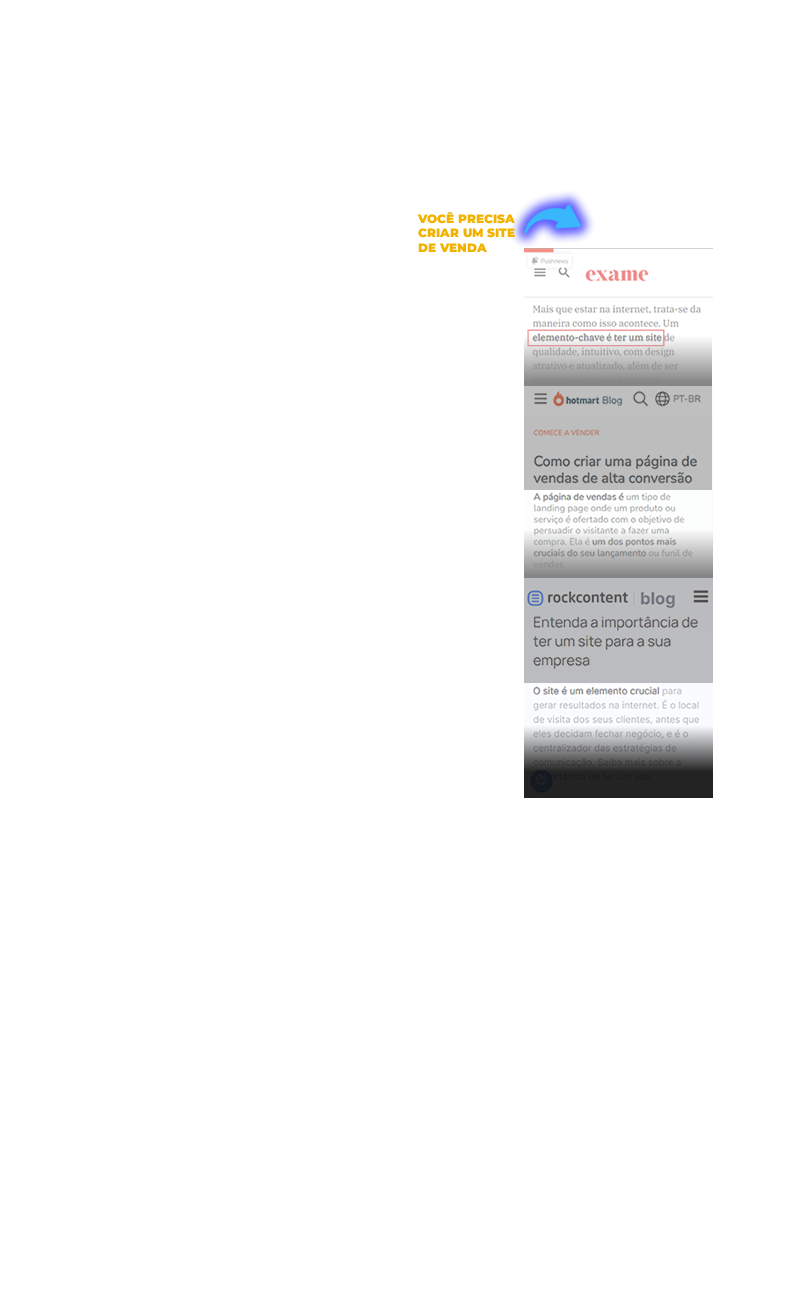 VOCÊ PRECISA
CRIAR UM SITE
DE VENDA
Pushnews
exame
Mais que estar na internet, trata-se da
maneira como isso acontece. Um
elemento-chave é ter um site de
qualidade, intuitivo, com design
atrativo e atualizado, além de ser
hotmart Blog PT-BR
COMECE A VENDER
Como criar uma página de
vendas de alta conversão
A página de vendas é um tipo de
landing page onde um produto ou
serviço é ofertado com o objetivo de
persuadir o visitante a fazer uma
compra. Ela é um dos pontos mais
cruciais do seu lançamento ou funil de
vendas.
rockcontent blog
Entenda a importância de
ter um site para a sua
empresa
O site é um elemento crucial para
gerar resultados na internet. É o local
de visita dos seus clientes, antes que
eles decidam fechar negócio, e é o
centralizador das estratégias de
comunicação. Saiba mais sobre a
de ter um site